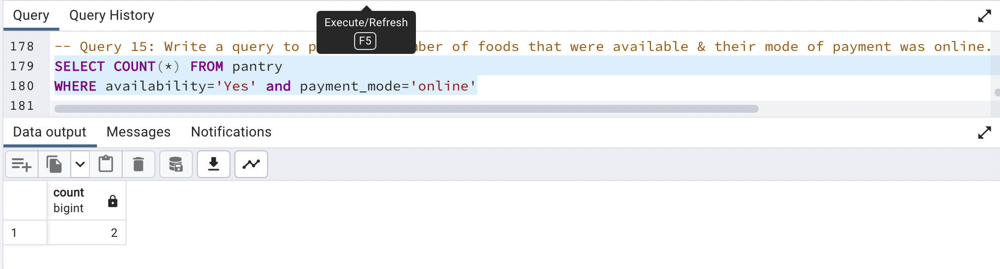 Query Query History
Execute/Refresh
F5
178 -- Query 15: Write a query to of foods that were available & their mode of payment was online.
179 SELECT COUNT(*) FROM pantry
180 WHERE availability='Yes' and payment_mode='online'
181
Data output Messages Notifications
count
bigint
1 2